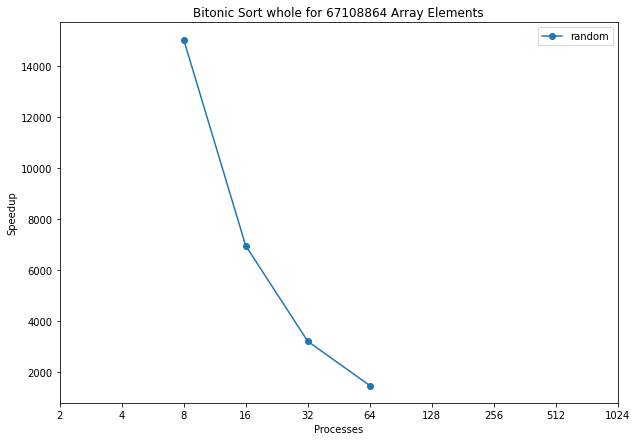 Bitonic Sort whole for 67108864 Array Elements
random
14000
12000
10000
8000
6000
4000
2000
Speedup
2 4 8 16 32 64 128 256 512 1024
Processes